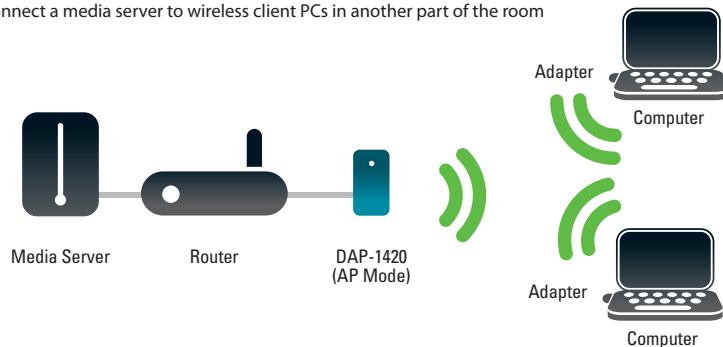 nnect a media server to wireless client PCs in another part of the room
Adapter
Computer
Media Server
Router
DAP-1420
(AP Mode)
Adapter
Computer